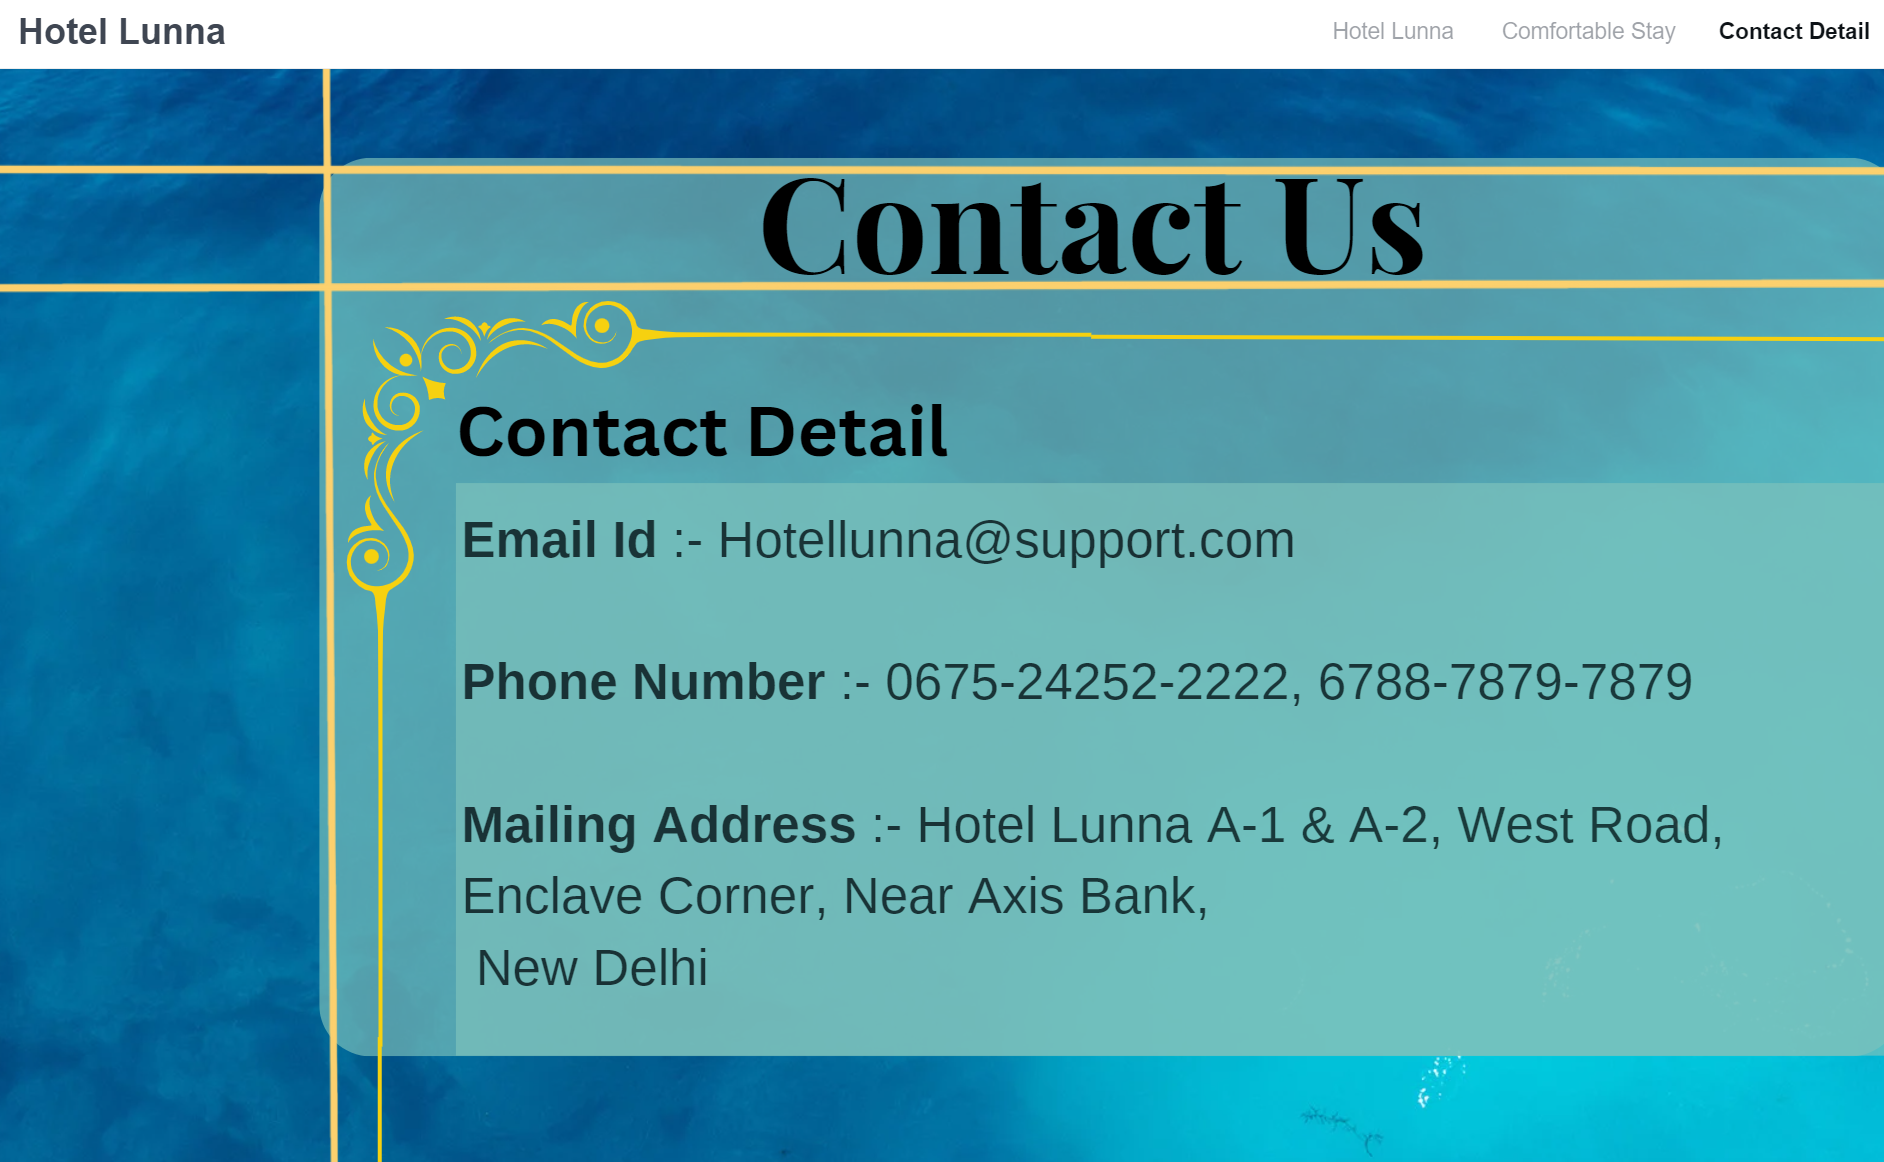 Hotel Lunna
Hotel Lunna Comfortable Stay Contact Detail
Contact Us
Contact Detail
Email Id :- Hotellunna@support.com
Phone Number :- 0675-24252-2222, 6788-7879-7879
Mailing Address :- Hotel Lunna A-1 & A-2, West Road,
Enclave Corner, Near Axis Bank,
New Delhi